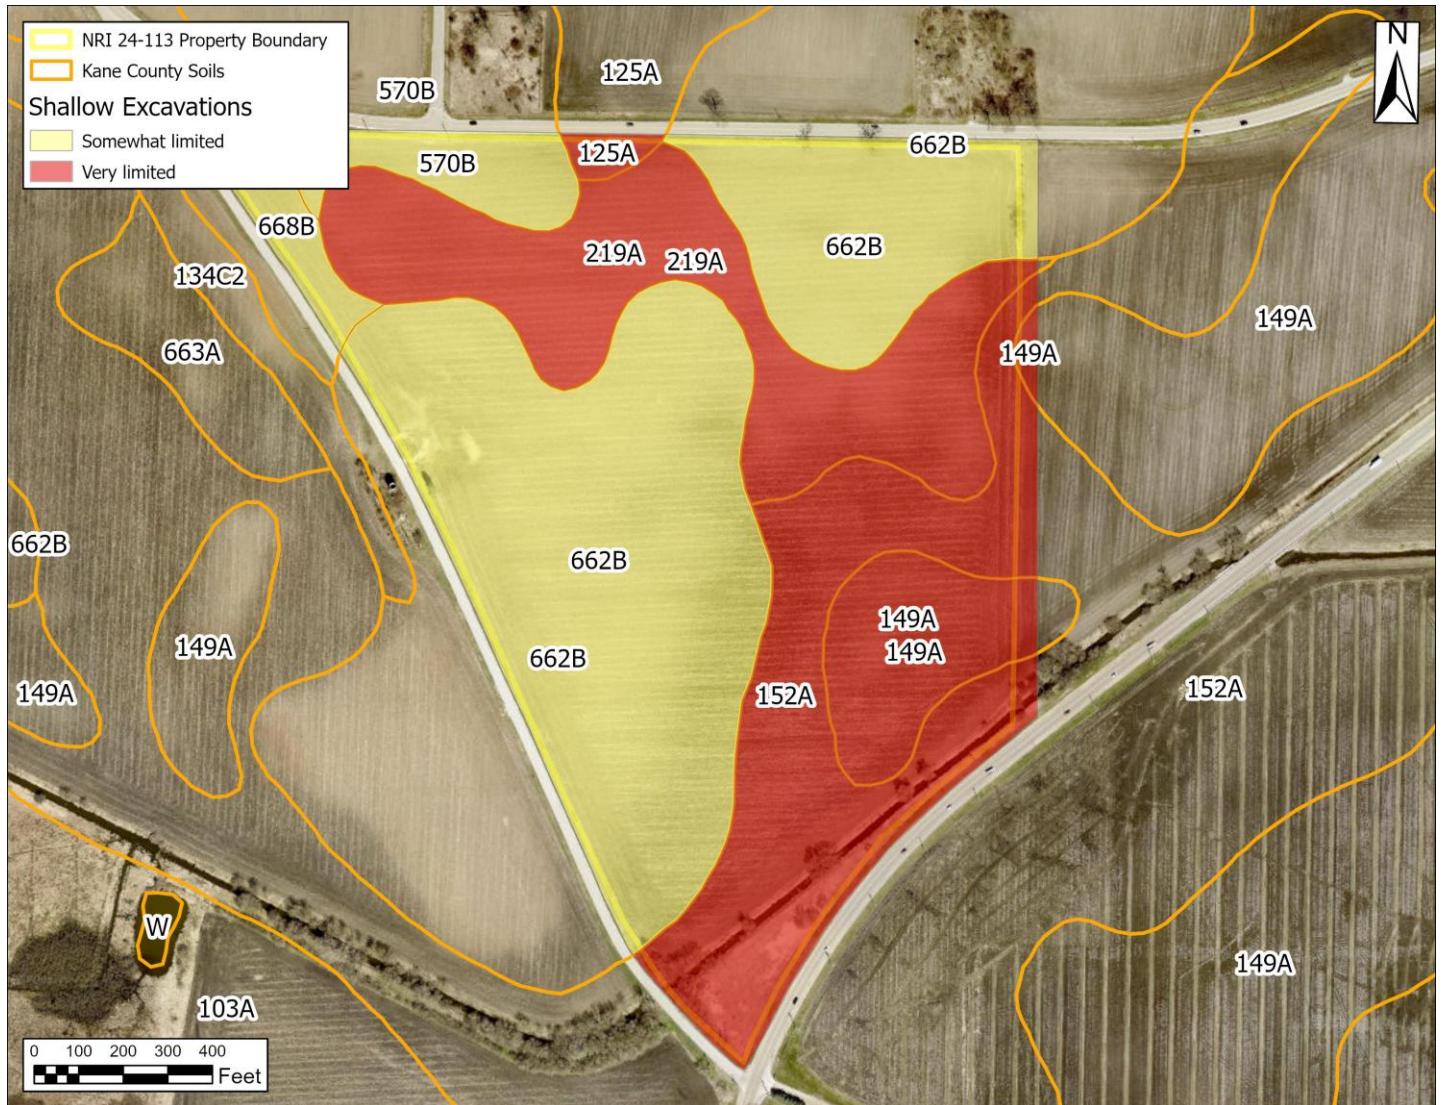 NRI 24-113 Property Boundary
Kane County Soils
Shallow Excavations
Somewhat limited
Very limited
N
125A
570B
125A
662B
570B
668B
219A
219A
662B
134C2
149A
663A
149A
662B
662B
149A
149A
149A
662B
149A
152A
152A
W
149A
103A
0 100 200 300 400
Feet